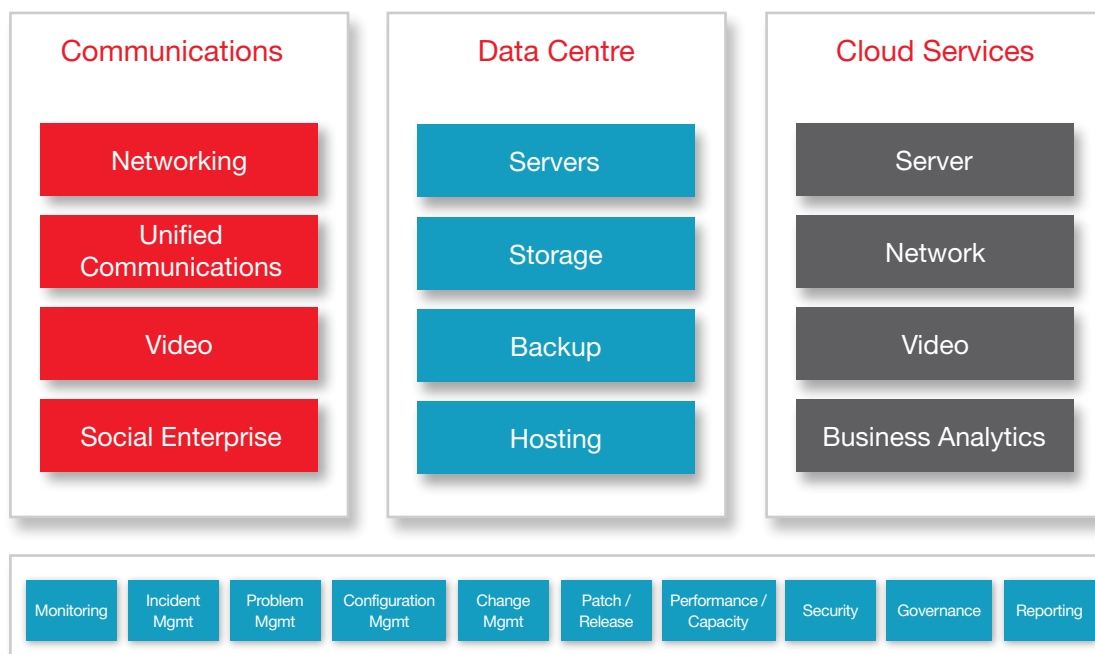 Communications
Networking
Unified
Communications
Video
Social Enterprise
Data Centre
Servers
Storage
Backup
Hosting
Cloud Services
Server
Network
Video
Business Analytics
Monitoring
Incident
Mgmt
Problem
Mgmt
Configuration
Mgmt
Change
Mgmt
Patch /
Release
Performance /
Capacity
Security
Governance
Reporting